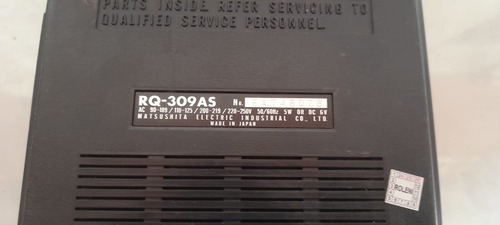 PARTS INSIDE. REFER SERVICING TO
QUALIFIED SERVICE PERSONNEL.
RQ-309AS No.
AC 90-109/110-125/200-219/220-250V 50/60Hz 5W OR DC 6V
MATSUSHITA ELECTRIC INDUSTRIAL CO., LTD.
MADE IN JAPAN
ROLEMI